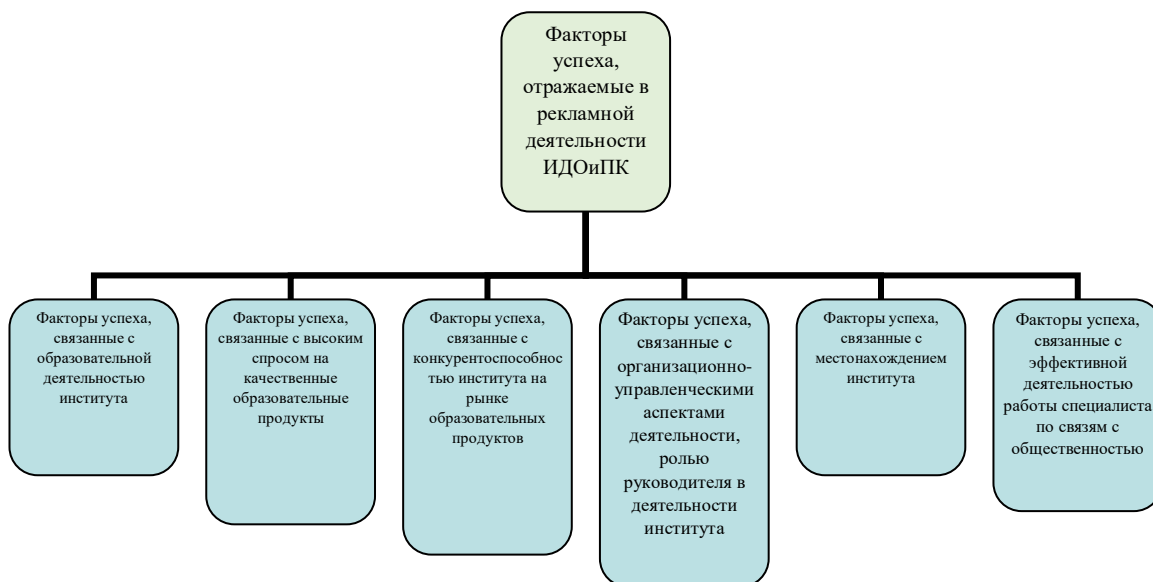 Факторы
успеха,
отражаемые в
рекламной
деятельности
ИДОиПК
Факторы успеха,
связанные с
образовательной
деятельностью
института
Факторы успеха,
связанные с высоким
спросом на
качественные
образовательные
продукты
Факторы успеха,
связанные с
конкурентоспособнос
тью института на
рынке
образовательных
продуктов
Факторы успеха,
связанные с
организационно-
управленческими
аспектами
деятельности,
ролью
руководителя в
деятельности
института
Факторы успеха,
связанные с
местонахождением
института
Факторы успеха,
связанные с
эффективной
деятельностью
работы специалиста
по связям с
общественностью